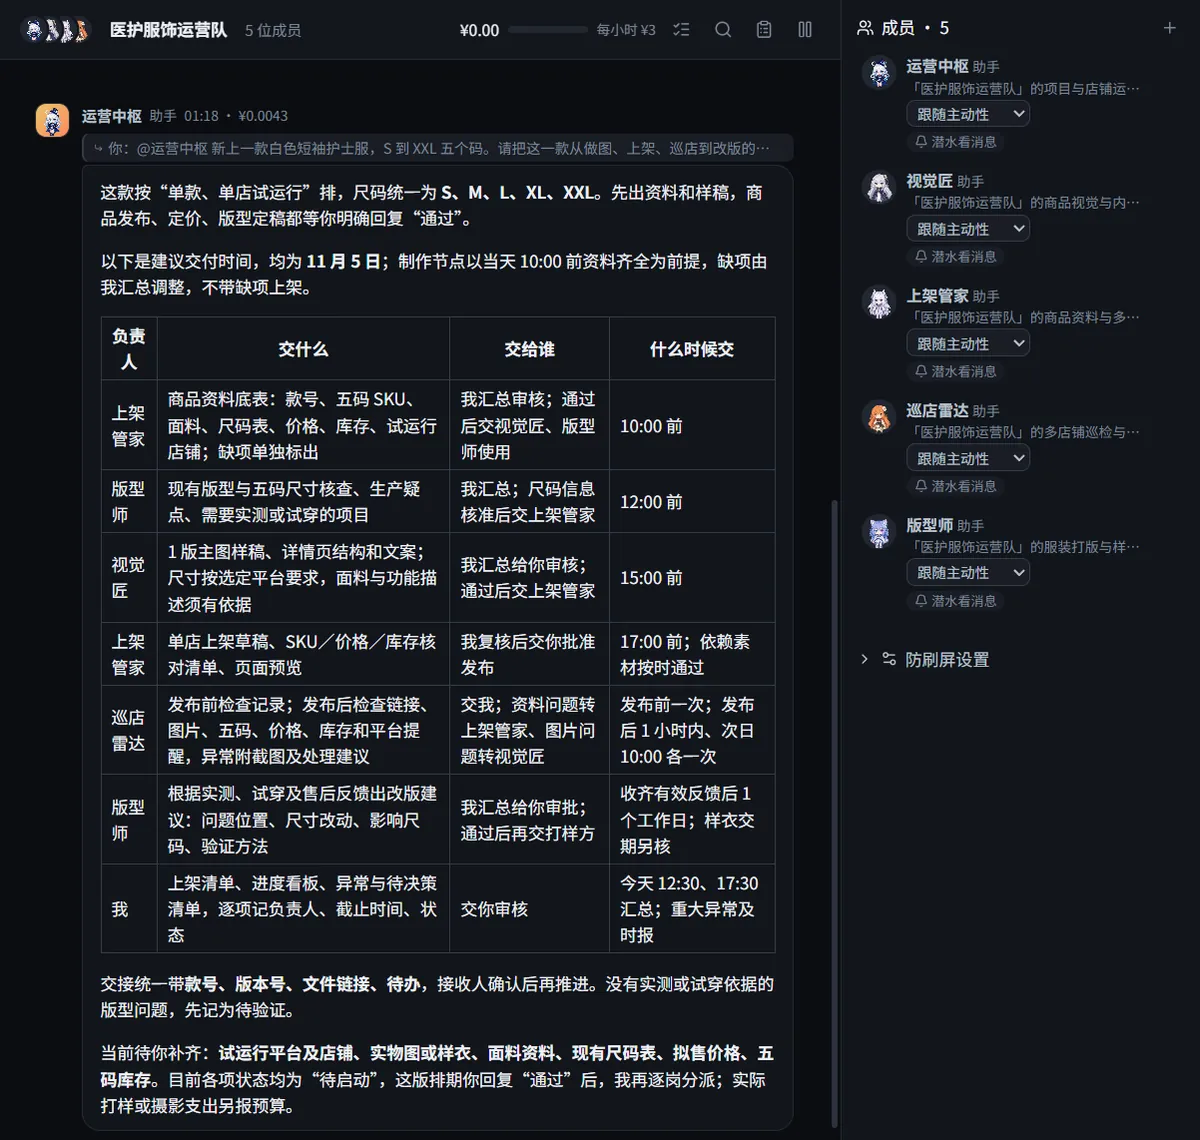 医护服饰运营队 5 位成员 ¥0.00 每小时 ¥3
运营中枢 助手 01:18 · ¥0.0043
你：@运营中枢 新上一款白色短袖护士服，S 到 XXL 五个码。请把这一款从做图、上架、巡店到改版的…
这款按“单款、单店试运行”排，尺码统一为 S、M、L、XL、XXL。先出资料和样稿，商
品发布、定价、版型定稿都等你明确回复“通过”。
以下是建议交付时间，均为 11 月 5 日；制作节点以当天 10:00 前资料齐全为前提，缺项由
我汇总调整，不带缺项上架。
负责
人
交什么
交给谁
什么时候交
上架
管家
商品资料底表：款号、五码 SKU、
面料、尺码表、价格、库存、试运行
店铺；缺项单独标出
我汇总审核；通过
后交视觉匠、版型
师使用
10:00 前
版型
师
现有版型与五码尺寸核查、生产疑
点、需要实测或试穿的项目
我汇总；尺码信息
核准后交上架管家
12:00 前
视觉
匠
1 版主图样稿、详情页结构和文案；
尺寸按选定平台要求，面料与功能描
述须有依据
我汇总给你审核；
通过后交上架管家
15:00 前
上架
管家
单店上架草稿、SKU／价格／库存核
对清单、页面预览
我复核后交你批准
发布
17:00 前；依赖素
材按时通过
巡店
雷达
发布前检查记录；发布后检查链接、
图片、五码、价格、库存和平台提
醒，异常附截图及处理建议
交我；资料问题转
上架管家、图片问
题转视觉匠
发布前一次；发布
后 1 小时内、次日
10:00 各一次
版型
师
根据实测、试穿及售后反馈出改版建
议：问题位置、尺寸改动、影响尺
码、验证方法
我汇总给你审批；
通过后再交打样方
收齐有效反馈后 1
个工作日；样衣交
期另核
我
上架清单、进度看板、异常与待决策
清单，逐项记负责人、截止时间、状
态
交你审核
今天 12:30、17:30
汇总；重大异常及
时报
交接统一带款号、版本号、文件链接、待办，接收人确认后再推进。没有实测或试穿依据的
版型问题，先记为待验证。
当前待你补齐：试运行平台及店铺、实物图或样衣、面料资料、现有尺码表、拟售价格、五
码库存。目前各项状态均为“待启动”，这版排期你回复“通过”后，我再逐岗分派；实际
打样或摄影支出另报预算。
成员 · 5
运营中枢 助手
「医护服饰运营队」的项目与店铺运…
跟随主动性
潜水看消息
视觉匠 助手
「医护服饰运营队」的商品视觉与内…
跟随主动性
潜水看消息
上架管家 助手
「医护服饰运营队」的商品资料与多…
跟随主动性
潜水看消息
巡店雷达 助手
「医护服饰运营队」的多店铺巡检与…
跟随主动性
潜水看消息
版型师 助手
「医护服饰运营队」的服装打版与样…
跟随主动性
潜水看消息
防刷屏设置